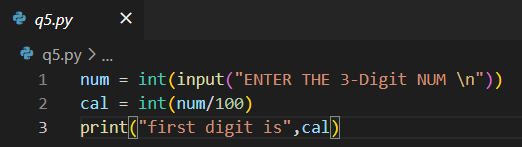 q5.py
q5.py > ...
1 num = int(input("ENTER THE 3-Digit NUM \n"))
2 cal = int(num/100)
3 print("first digit is",cal)